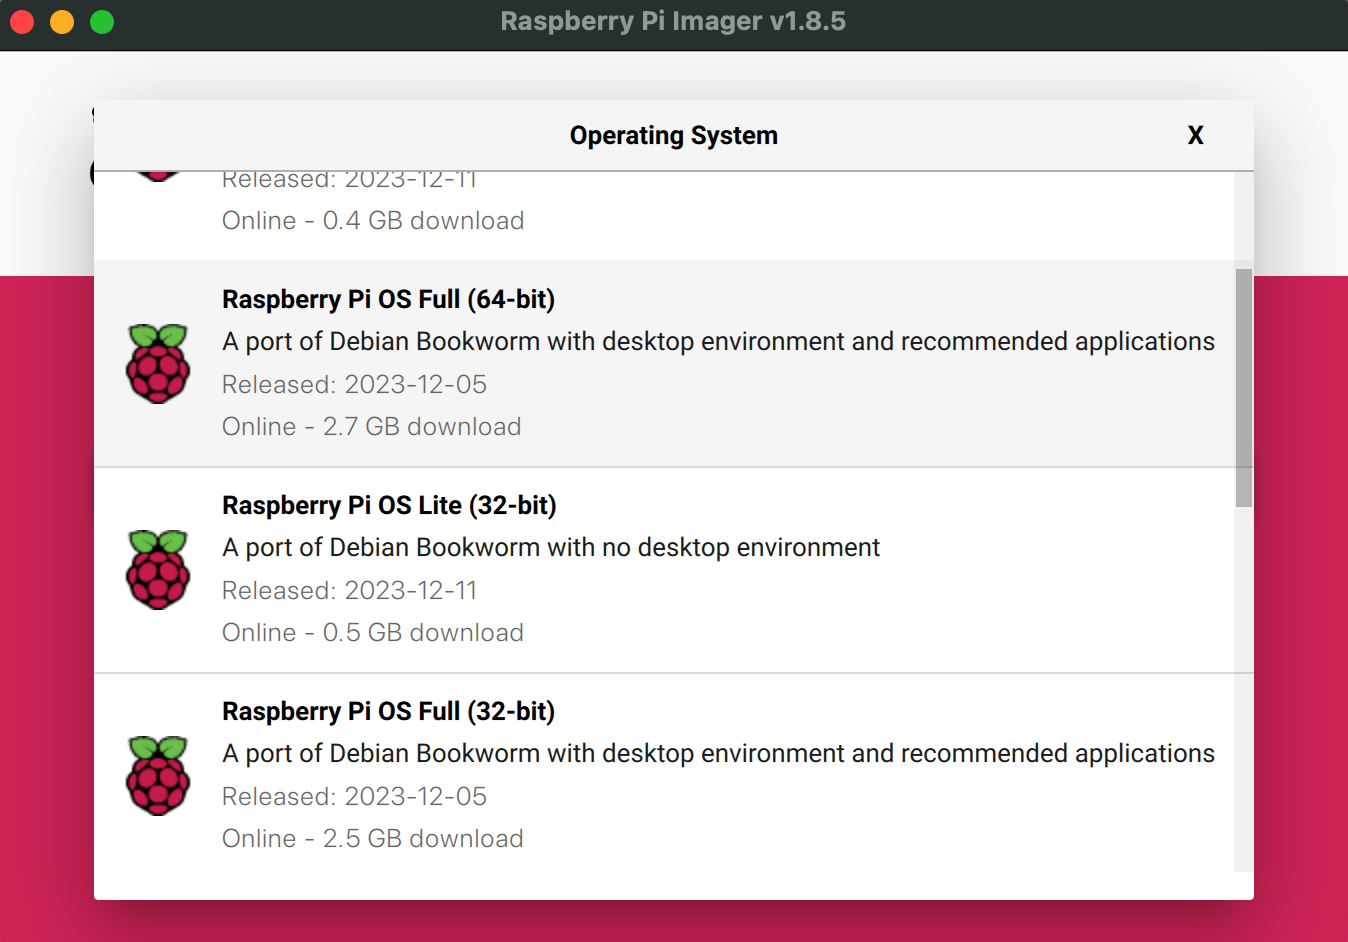 Raspberry Pi Imager v1.8.5
Operating System
X
Released: 2023-12-11
Online - 0.4 GB download
Raspberry Pi OS Full (64-bit)
A port of Debian Bookworm with desktop environment and recommended applications
Released: 2023-12-05
Online - 2.7 GB download
Raspberry Pi OS Lite (32-bit)
A port of Debian Bookworm with no desktop environment
Released: 2023-12-11
Online - 0.5 GB download
Raspberry Pi OS Full (32-bit)
A port of Debian Bookworm with desktop environment and recommended applications
Released: 2023-12-05
Online - 2.5 GB download